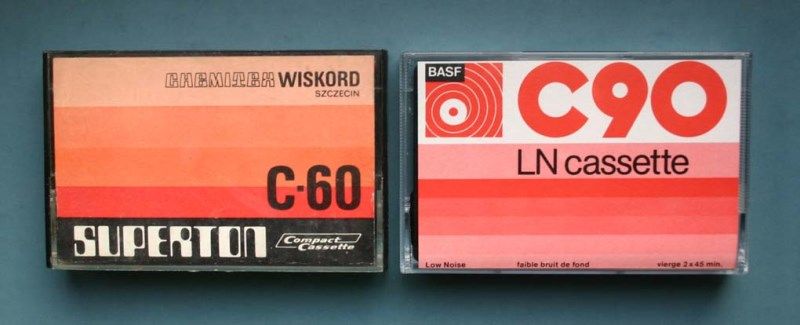 CHEMITEX WISKORD
SZCZECIN
C-60
SUPERTON
Compact
Cassette
BASF
C90
LN cassette
Low Noise
faible bruit de fond
vierge 2 x 45 min.